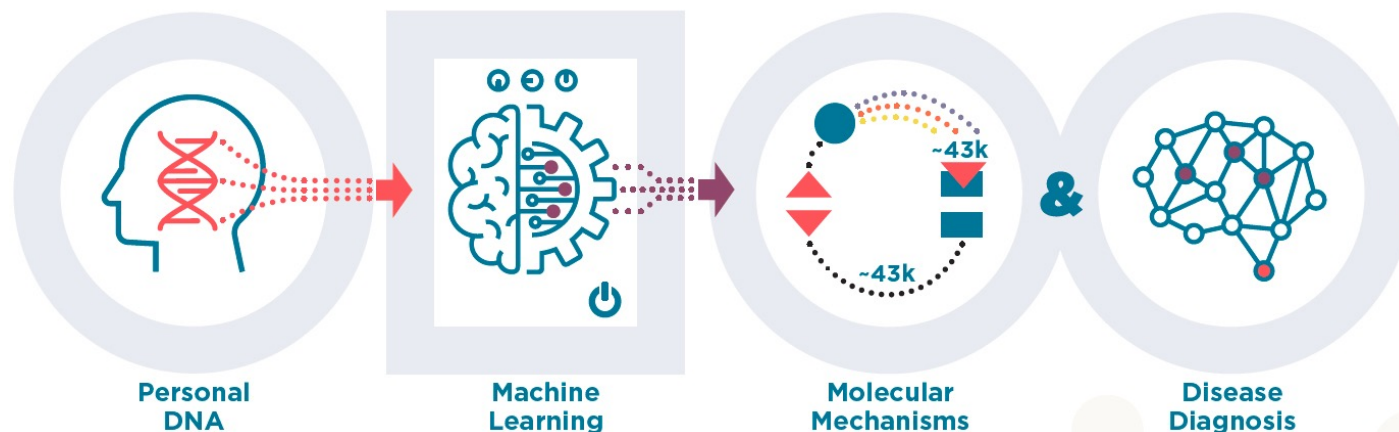 ~43k
&
~43k
Personal
DNA
Machine
Learning
Molecular
Mechanisms
Disease
Diagnosis